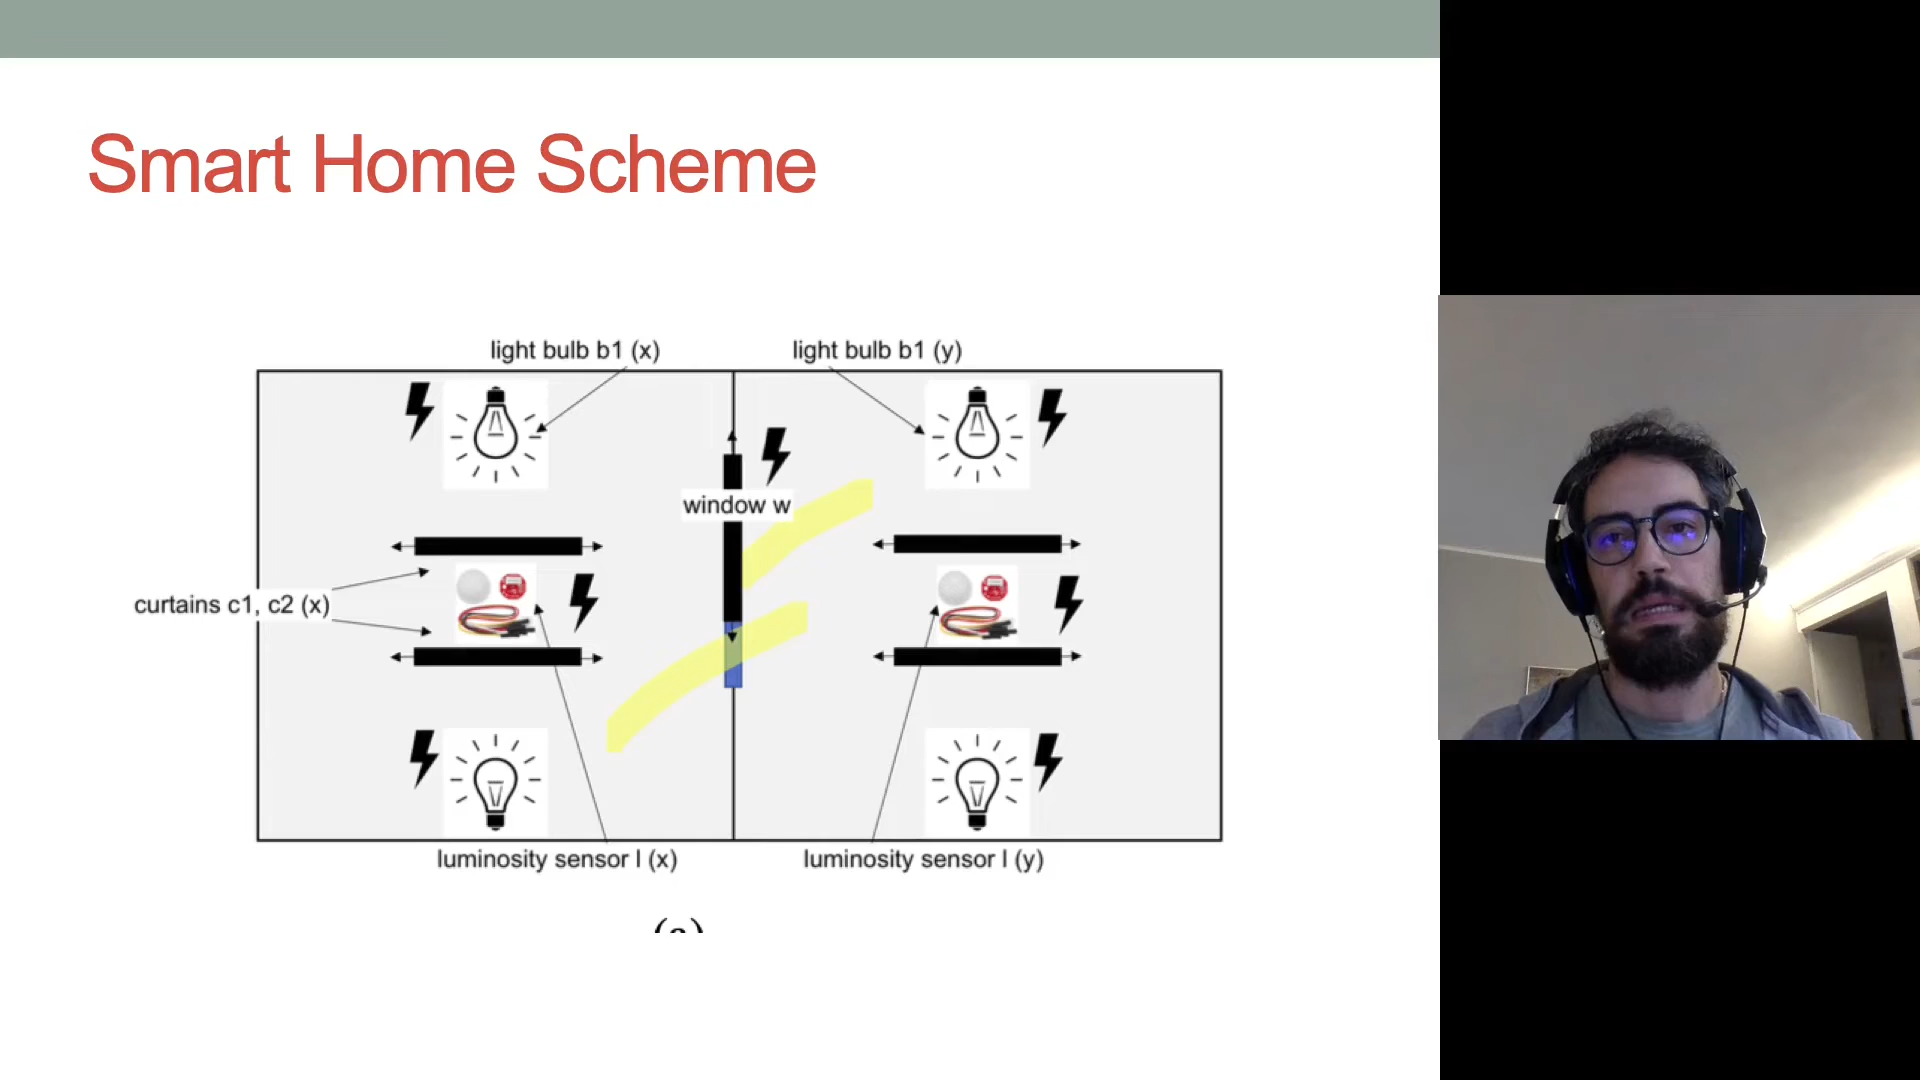 Smart Home Scheme
light bulb b1 (x)
light bulb b1 (y)
window w
curtains c1, c2 (x)
luminosity sensor l (x)
luminosity sensor l (y)